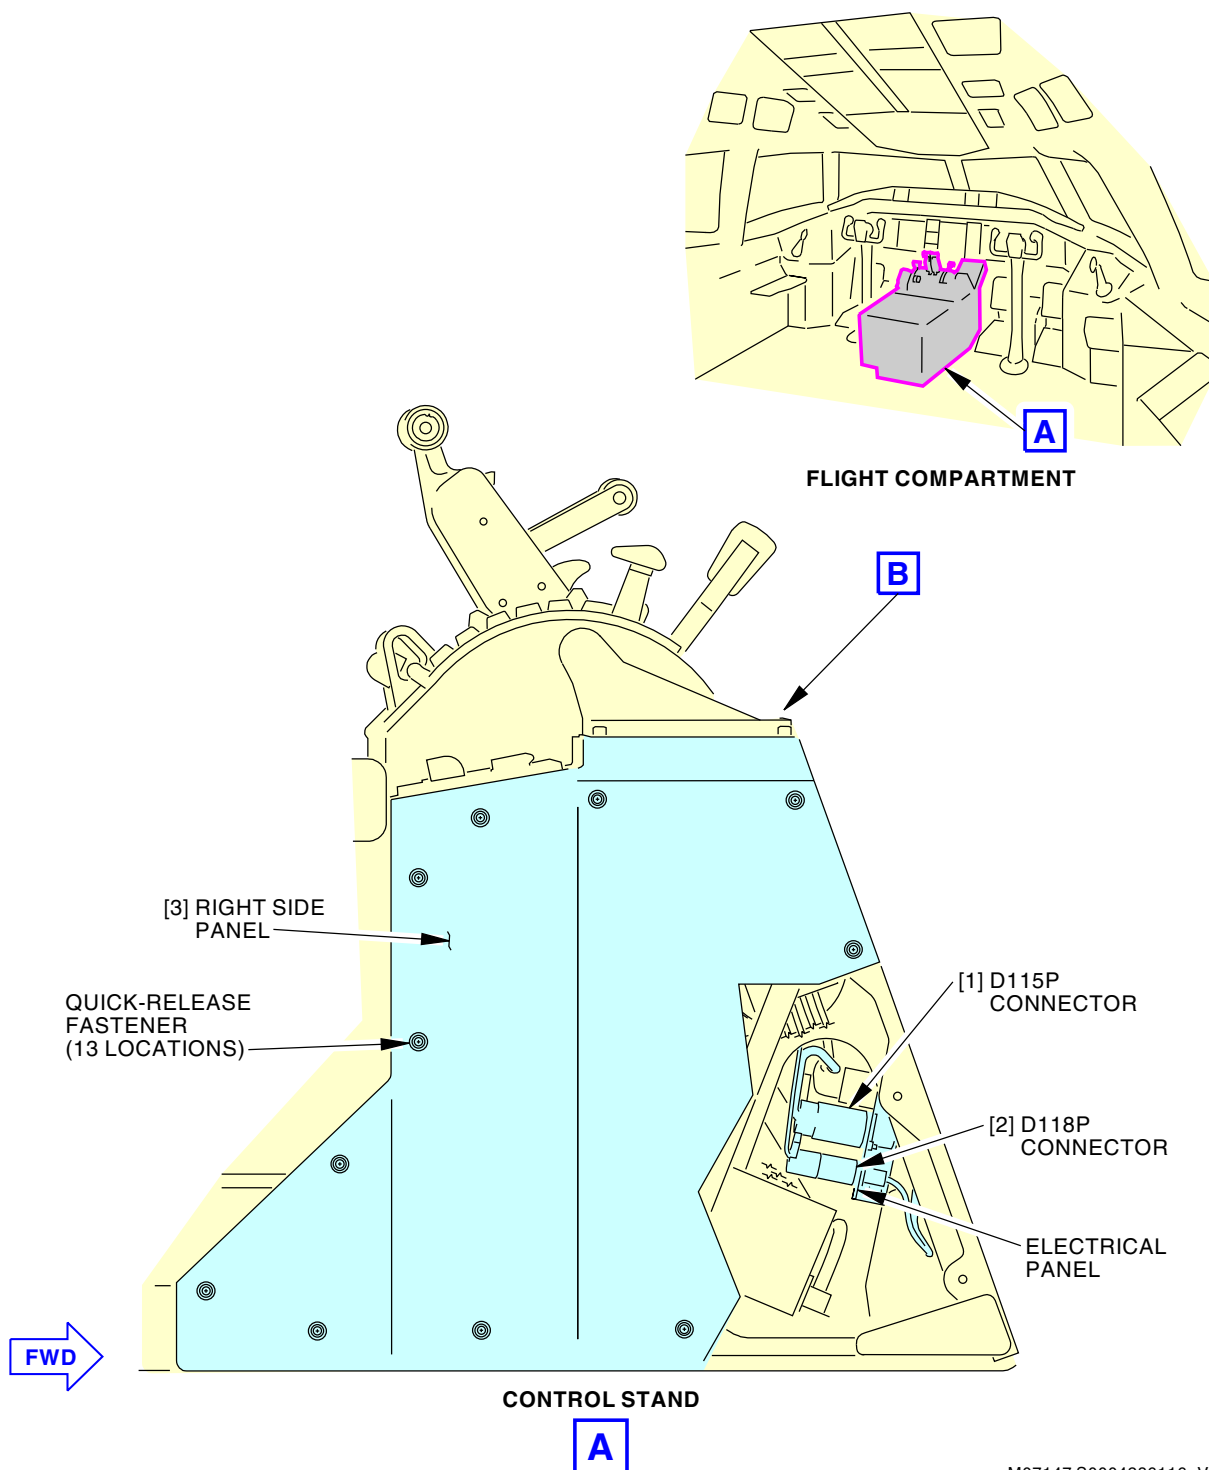 A
FLIGHT COMPARTMENT
B
[3] RIGHT SIDE
PANEL
QUICK-RELEASE
FASTENER
(13 LOCATIONS)
[1] D115P
CONNECTOR
[2] D118P
CONNECTOR
ELECTRICAL
PANEL
FWD
CONTROL STAND
A